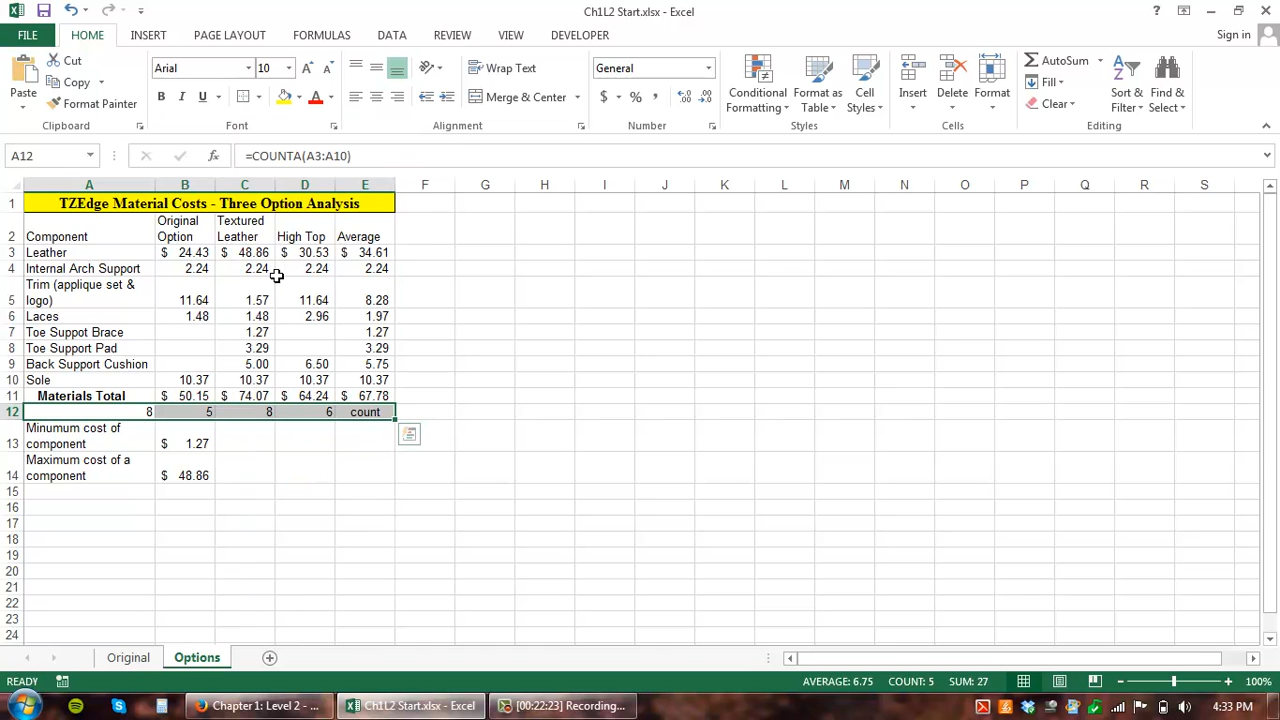 Ch1L2 Start.xlsx - Excel
?
FILE HOME INSERT PAGE LAYOUT FORMULAS DATA REVIEW VIEW DEVELOPER Sign in
Cut Arial 10 Wrap Text General AutoSum
Paste Copy Conditional Formatting Format as Table Cell Styles Insert Delete Format Fill Sort & Filter Find & Select
Format Painter B I U A Merge & Center $ % , Clear
Clipboard Font Alignment Number Styles Cells Editing
A12 fx =COUNTA(A3:A10)
A B C D E F G H I J K L M N O P Q R S
1 TZEdge Material Costs - Three Option Analysis
Original Textured
2 Component Option Leather High Top Average
3 Leather $ 24.43 $ 48.86 $ 30.53 $ 34.61
4 Internal Arch Support 2.24 2.24 2.24 2.24
Trim (applique set &
5 logo) 11.64 1.57 11.64 8.28
6 Laces 1.48 1.48 2.96 1.97
7 Toe Suppot Brace 1.27 1.27
8 Toe Support Pad 3.29 3.29
9 Back Support Cushion 5.00 6.50 5.75
10 Sole 10.37 10.37 10.37 10.37
11 Materials Total $ 50.15 $ 74.07 $ 64.24 $ 67.78
12 8 5 8 6 count
Minumum cost of
13 component $ 1.27
Maximum cost of a
14 component $ 48.86
15
16
17
18
19
20
21
22
23
24
Original Options
READY AVERAGE: 6.75 COUNT: 5 SUM: 27 100%
Chapter 1: Level 2 - ... Ch1L2 Start.xlsx - Excel [00:22:23] Recording... 4:33 PM